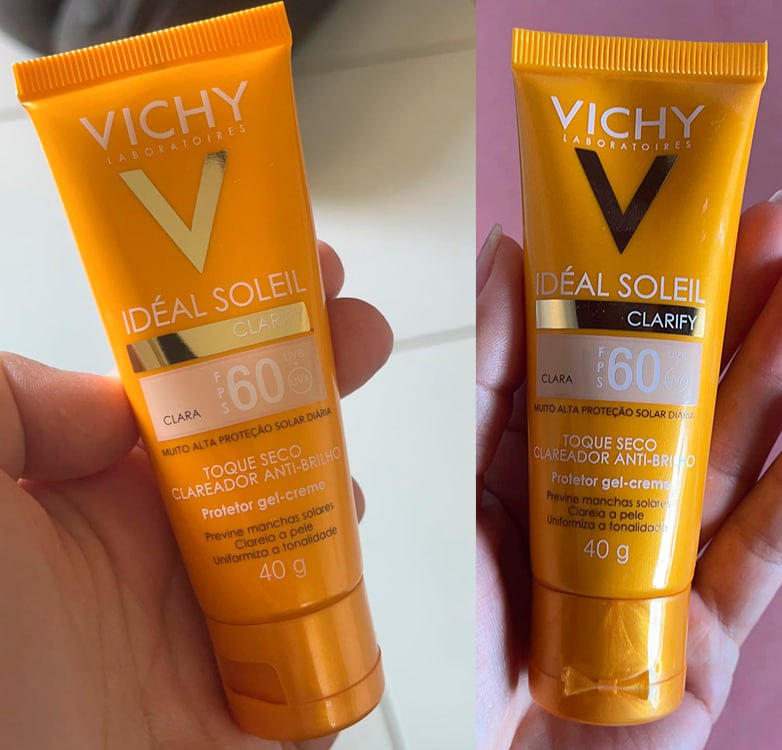 VICHY
LABORATOIRES
V
IDÉAL SOLEIL
CLARIFY
CLARA
FPS
60
UVB
UVA
MUITO ALTA PROTEÇÃO SOLAR DIÁRIA
TOQUE SECO
CLAREADOR ANTI-BRILHO
Protetor gel-creme
Previne manchas solares
Clareia a pele
Uniformiza a tonalidade
40 g
VICHY
LABORATOIRES
V
IDÉAL SOLEIL
CLARIFY
CLARA
FPS
60
UVB
UVA
MUITO ALTA PROTEÇÃO SOLAR DIÁRIA
TOQUE SECO
CLAREADOR ANTI-BRILHO
Protetor gel-creme
Previne manchas solares
Clareia a pele
Uniformiza a tonalidade
40 g